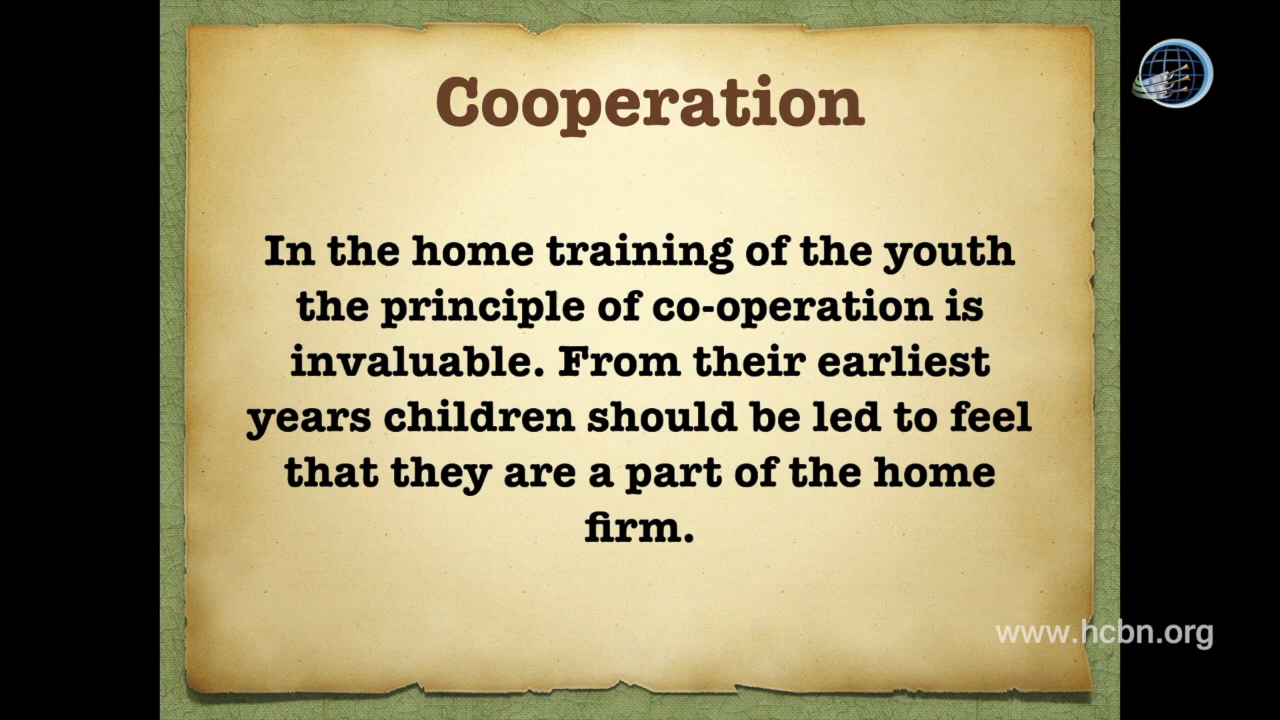 Cooperation
In the home training of the youth
the principle of co-operation is
invaluable. From their earliest
years children should be led to feel
that they are a part of the home
firm.
www.hcbn.org